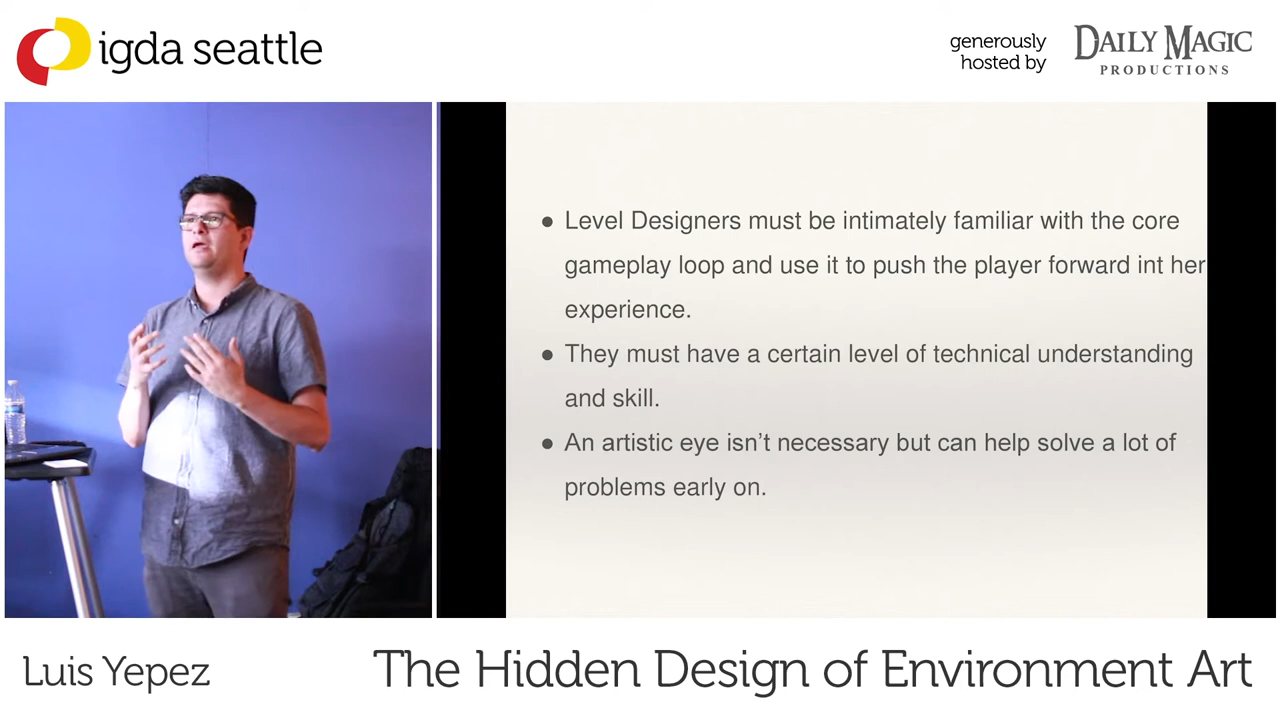 igda seattle
generously
hosted by
DAILY MAGIC
PRODUCTIONS
● Level Designers must be intimately familiar with the core
gameplay loop and use it to push the player forward int her
experience.
● They must have a certain level of technical understanding
and skill.
● An artistic eye isn’t necessary but can help solve a lot of
problems early on.
Luis Yepez
The Hidden Design of Environment Art